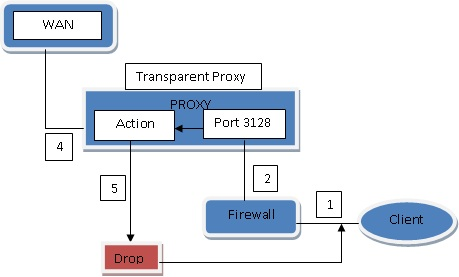 WAN
Transparent Proxy
PROXY
Action
Port 3128
4
5
2
1
Firewall
Client
Drop